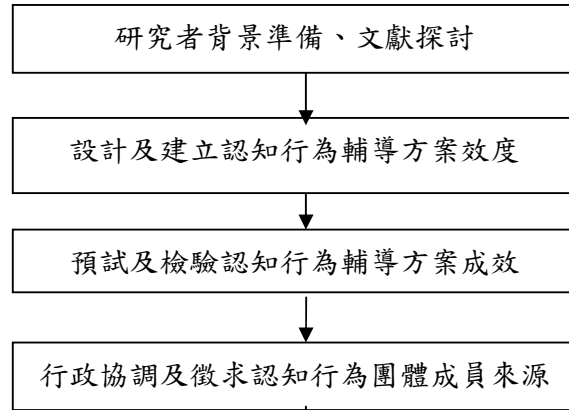 研究者背景準備、文獻探討
設計及建立認知行為輔導方案效度
預試及檢驗認知行為輔導方案成效
行政協調及徵求認知行為團體成員來源